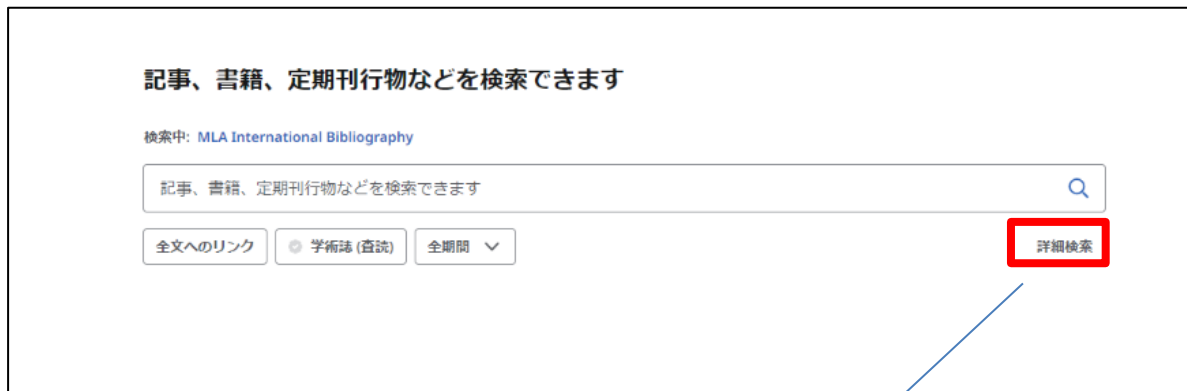 記事、書籍、定期刊行物などを検索できます
検索中: MLA International Bibliography
記事、書籍、定期刊行物などを検索できます
全文へのリンク 学術誌 (査読) 全期間 詳細検索